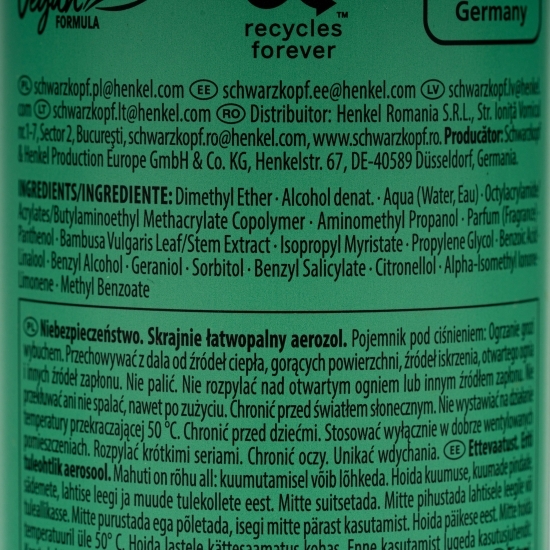 Vegan
FORMULA
™
recycles
forever
Germany
PL schwarzkopf.pl@henkel.com EE schwarzkopf.ee@henkel.com LV schwarzkopf.lv@henkel.
com LT schwarzkopf.lt@henkel.com RO Distribuitor: Henkel Romania S.R.L., Str. Ioniță Vornicul
nr.1-7, Sector 2, București, schwarzkopf.ro@henkel.com, www.schwarzkopf.ro. Producător: Schwarzkopf
& Henkel Production Europe GmbH & Co. KG, Henkelstr. 67, DE-40589 Düsseldorf, Germania.
INGREDIENTS/INGREDIENTE: Dimethyl Ether · Alcohol denat. · Aqua (Water, Eau) · Octylacrylamide/
Acrylates/Butylaminoethyl Methacrylate Copolymer · Aminomethyl Propanol · Parfum (Fragrance) ·
Panthenol · Bambusa Vulgaris Leaf/Stem Extract · Isopropyl Myristate · Propylene Glycol · Benzoic Acid ·
Linalool · Benzyl Alcohol · Geraniol · Sorbitol · Benzyl Salicylate · Citronellol · Alpha-Isomethyl Ionone ·
Limonene · Methyl Benzoate
PL Niebezpieczeństwo. Skrajnie łatwopalny aerozol. Pojemnik pod ciśnieniem: Ogrzanie grozi
wybuchem. Przechowywać z dala od źródeł ciepła, gorących powierzchni, źródeł iskrzenia, otwartego ognia
i innych źródeł zapłonu. Nie palić. Nie rozpylać nad otwartym ogniem lub innym źródłem zapłonu. Nie
przekłuwać ani nie spalać, nawet po zużyciu. Chronić przed światłem słonecznym. Nie wystawiać na działanie
temperatury przekraczającej 50 °C. Chronić przed dziećmi. Stosować wyłącznie w dobrze wentylowanych
pomieszczeniach. Rozpylać krótkimi seriami. Chronić oczy. Unikać wdychania. EE Ettevaatust. Eriti
tuleohtlik aerosool. Mahuti on rõhu all: kuumutamisel võib lõhkeda. Hoida kuumuse, kuumade pindade,
sädemete, lahtise leegi ja muude tulekollete eest. Mitte suitsetada. Mitte pihustada lahtisele leegile või
tuleallikasse. Mitte purustada ega põletada, isegi mitte pärast kasutamist. Hoida päikese eest. Mitte hoida
temperatuuril üle 50° C. Hoida lastele kättesaamatus kohas. Enne kasutamist lugeda kasutusjuhendit.